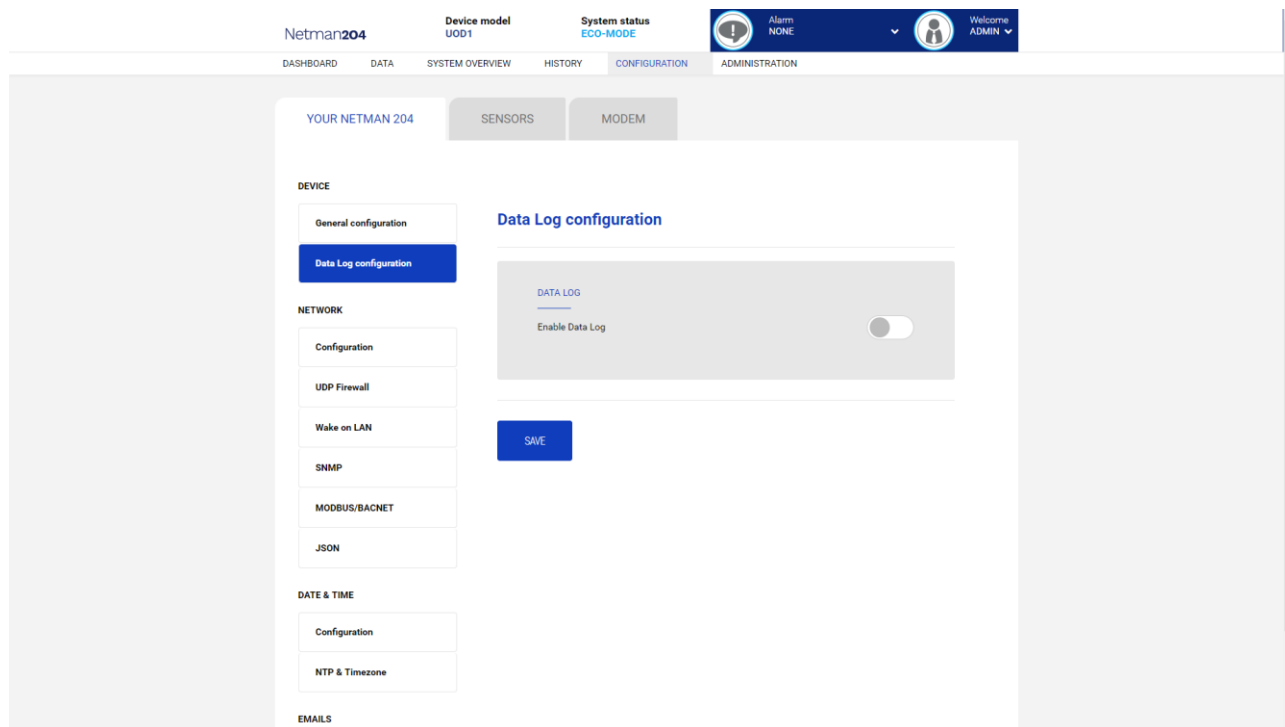 Netman204
Device model
UOD1
System status
ECO-MODE
Alarm
NONE
Welcome
ADMIN
DASHBOARD DATA SYSTEM OVERVIEW HISTORY CONFIGURATION ADMINISTRATION
YOUR NETMAN 204 SENSORS MODEM
DEVICE
General configuration
Data Log configuration
NETWORK
Configuration
UDP Firewall
Wake on LAN
SNMP
MODBUS/BACNET
JSON
DATE & TIME
Configuration
NTP & Timezone
EMAILS
Data Log configuration
DATA LOG
Enable Data Log
SAVE